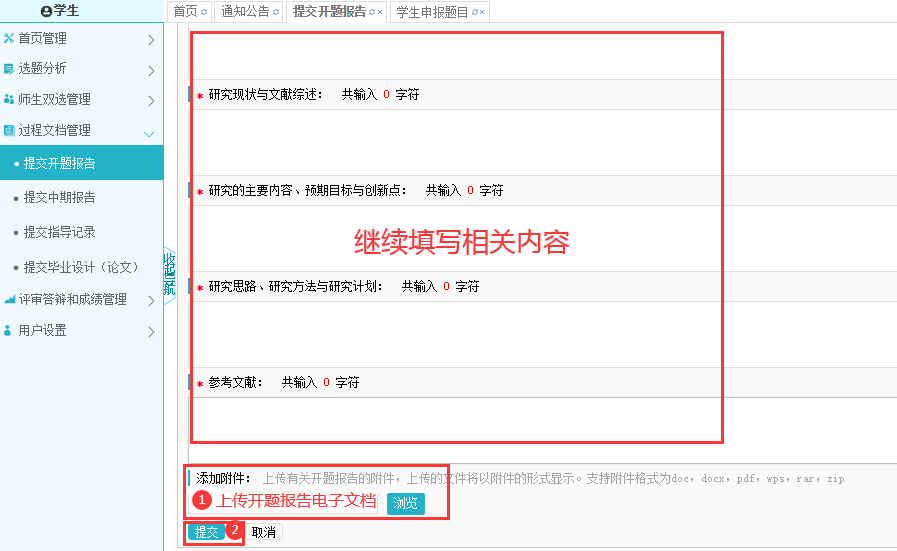 学生
首页
通知公告
提交开题报告
学生申报题目
首页管理
选题分析
师生双选管理
过程文档管理
提交开题报告
提交中期报告
提交指导记录
提交毕业设计（论文）
评审答辩和成绩管理
用户设置
收起导航
* 研究现状与文献综述： 共输入 0 字符
* 研究的主要内容、预期目标与创新点： 共输入 0 字符
继续填写相关内容
* 研究思路、研究方法与研究计划： 共输入 0 字符
* 参考文献： 共输入 0 字符
添加附件： 上传有关开题报告的附件，上传的文件将以附件的形式显示。支持附件格式为doc，docx，pdf，wps，rar，zip
1 上传开题报告电子文档 浏览
提交 2 取消